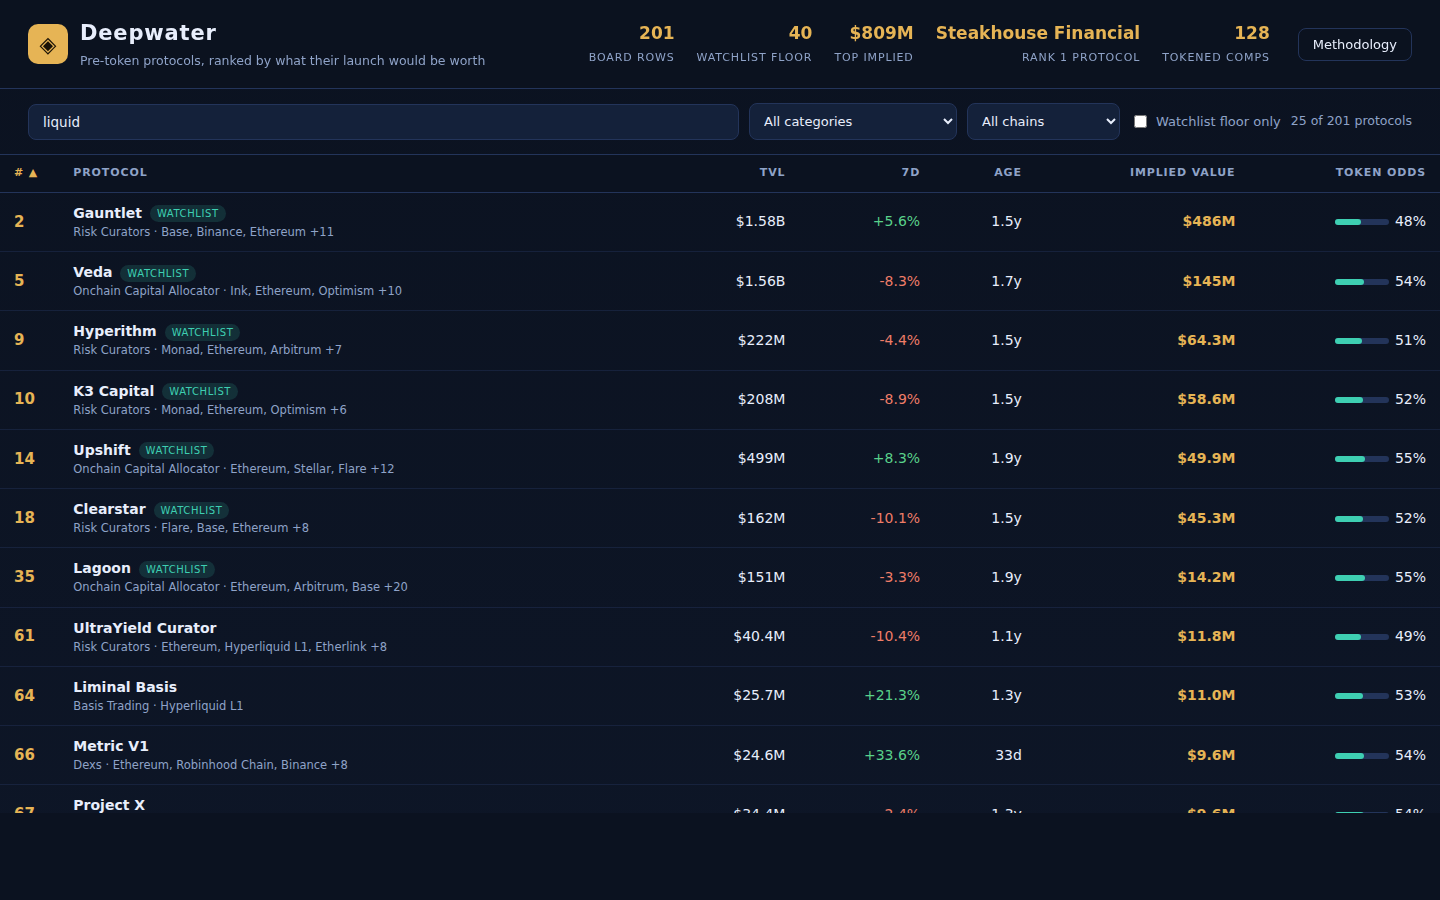 Deepwater
Pre-token protocols, ranked by what their launch would be worth
201
BOARD ROWS
40
WATCHLIST FLOOR
$809M
TOP IMPLIED
Steakhouse Financial
RANK 1 PROTOCOL
128
TOKENED COMPS
Methodology
liquid
All categories
All chains
Watchlist floor only
25 of 201 protocols
# ▲ PROTOCOL TVL 7D AGE IMPLIED VALUE TOKEN ODDS
2 Gauntlet WATCHLIST $1.58B +5.6% 1.5y $486M 48%
Risk Curators · Base, Binance, Ethereum +11
5 Veda WATCHLIST $1.56B -8.3% 1.7y $145M 54%
Onchain Capital Allocator · Ink, Ethereum, Optimism +10
9 Hyperithm WATCHLIST $222M -4.4% 1.5y $64.3M 51%
Risk Curators · Monad, Ethereum, Arbitrum +7
10 K3 Capital WATCHLIST $208M -8.9% 1.5y $58.6M 52%
Risk Curators · Monad, Ethereum, Optimism +6
14 Upshift WATCHLIST $499M +8.3% 1.9y $49.9M 55%
Onchain Capital Allocator · Ethereum, Stellar, Flare +12
18 Clearstar WATCHLIST $162M -10.1% 1.5y $45.3M 52%
Risk Curators · Flare, Base, Ethereum +8
35 Lagoon WATCHLIST $151M -3.3% 1.9y $14.2M 55%
Onchain Capital Allocator · Ethereum, Arbitrum, Base +20
61 UltraYield Curator $40.4M -10.4% 1.1y $11.8M 49%
Risk Curators · Ethereum, Hyperliquid L1, Etherlink +8
64 Liminal Basis $25.7M +21.3% 1.3y $11.0M 53%
Basis Trading · Hyperliquid L1
66 Metric V1 $24.6M +33.6% 33d $9.6M 54%
Dexs · Ethereum, Robinhood Chain, Binance +8
Project X